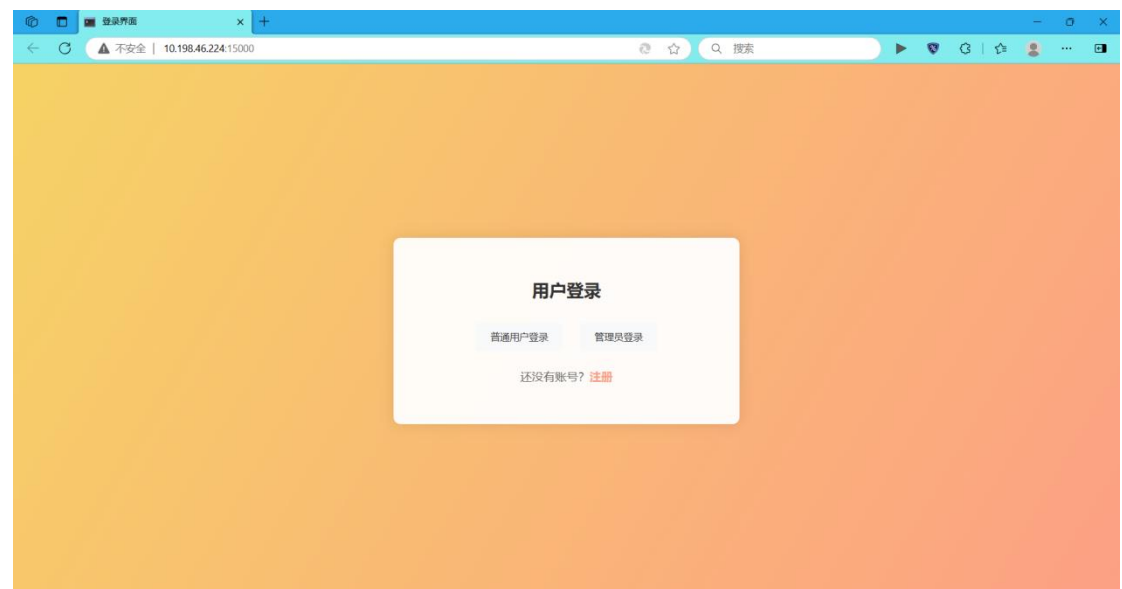 登录界面
不安全 | 10.198.46.224:15000
搜索
用户登录
普通用户登录 管理员登录
还没有账号？注册